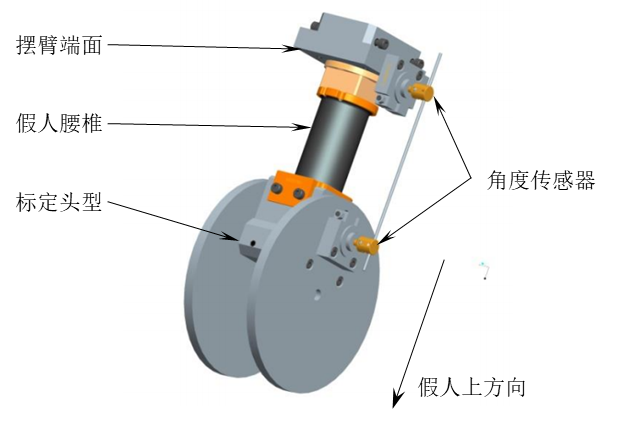 摆臂端面
假人腰椎
角度传感器
标定头型
假人上方向